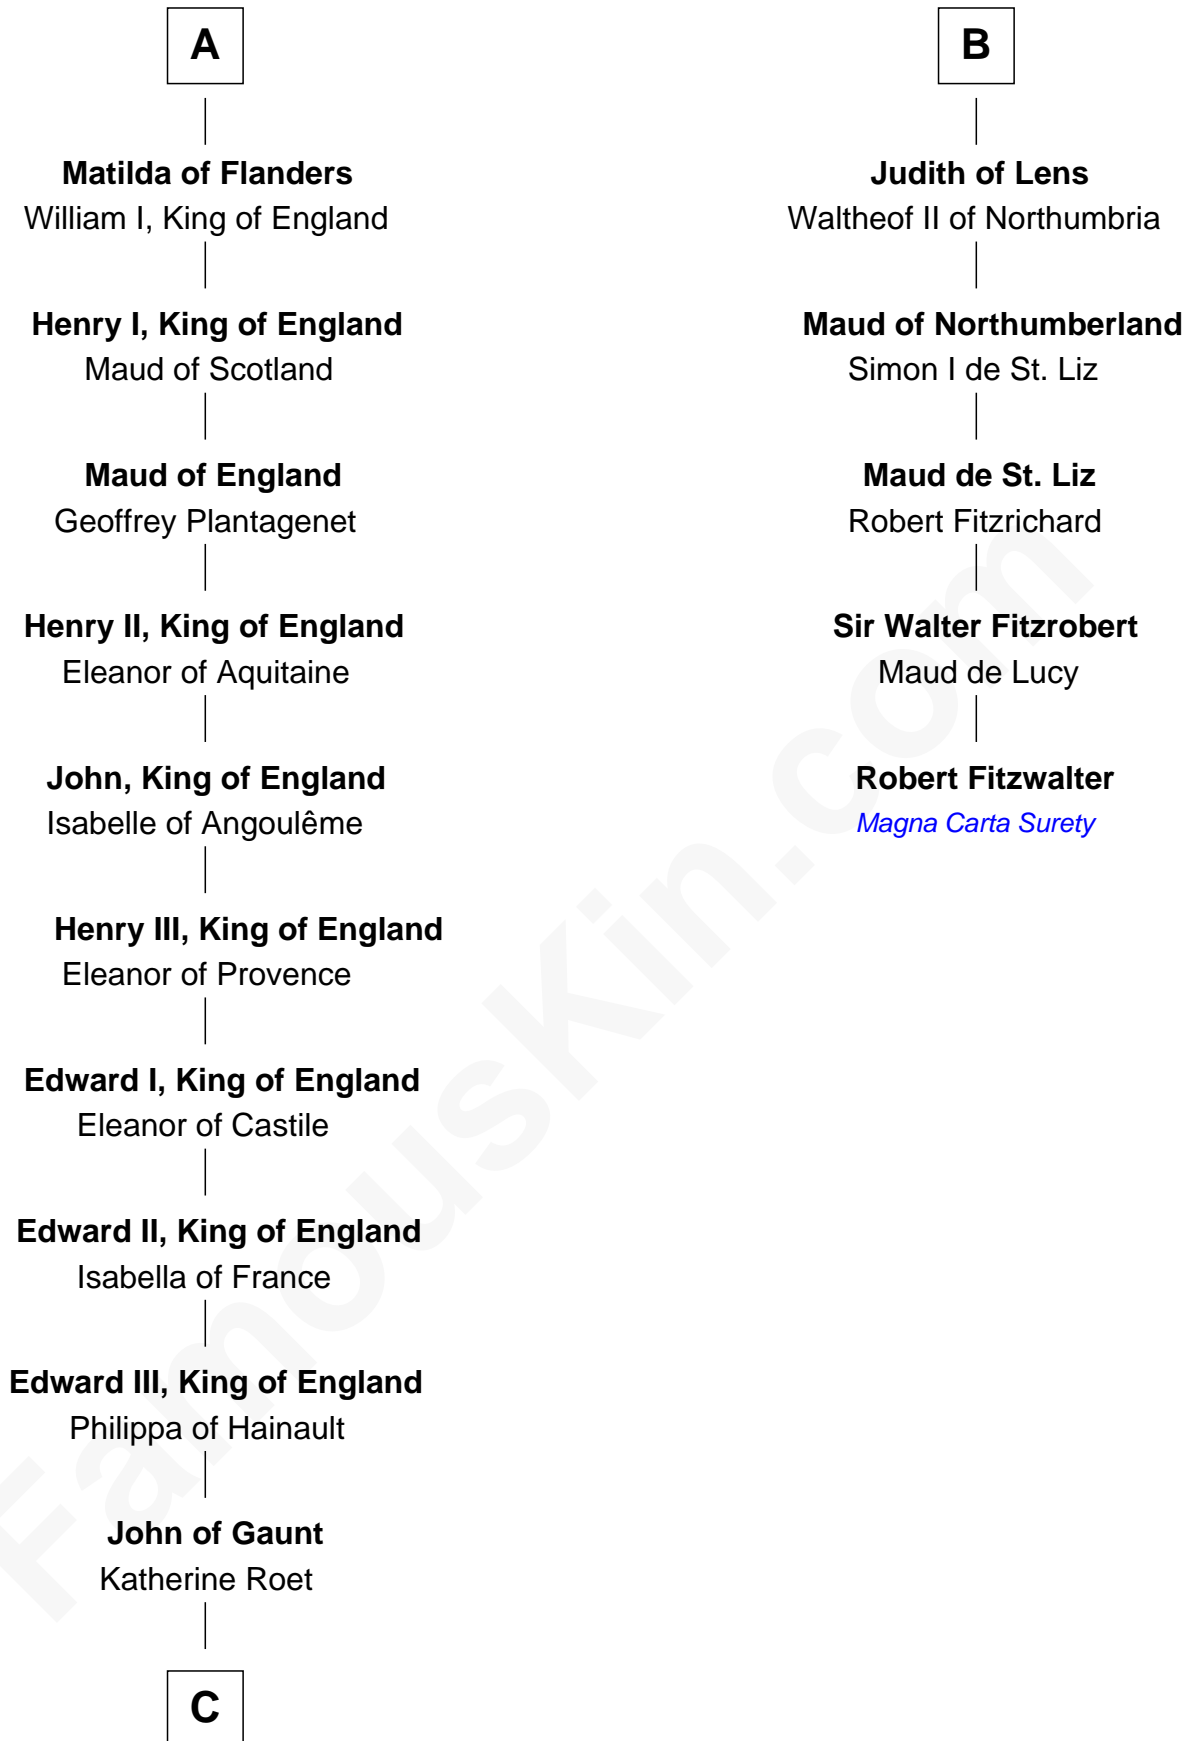 A
Matilda of Flanders
William I, King of England
Henry I, King of England
Maud of Scotland
Maud of England
Geoffrey Plantagenet
Henry II, King of England
Eleanor of Aquitaine
John, King of England
Isabelle of Angoulême
Henry III, King of England
Eleanor of Provence
Edward I, King of England
Eleanor of Castile
Edward II, King of England
Isabella of France
Edward III, King of England
Philippa of Hainault
John of Gaunt
Katherine Roet
C
B
Judith of Lens
Waltheof II of Northumbria
Maud of Northumberland
Simon I de St. Liz
Maud de St. Liz
Robert Fitzrichard
Sir Walter Fitzrobert
Maud de Lucy
Robert Fitzwalter
Magna Carta Surety
FamousKin.com